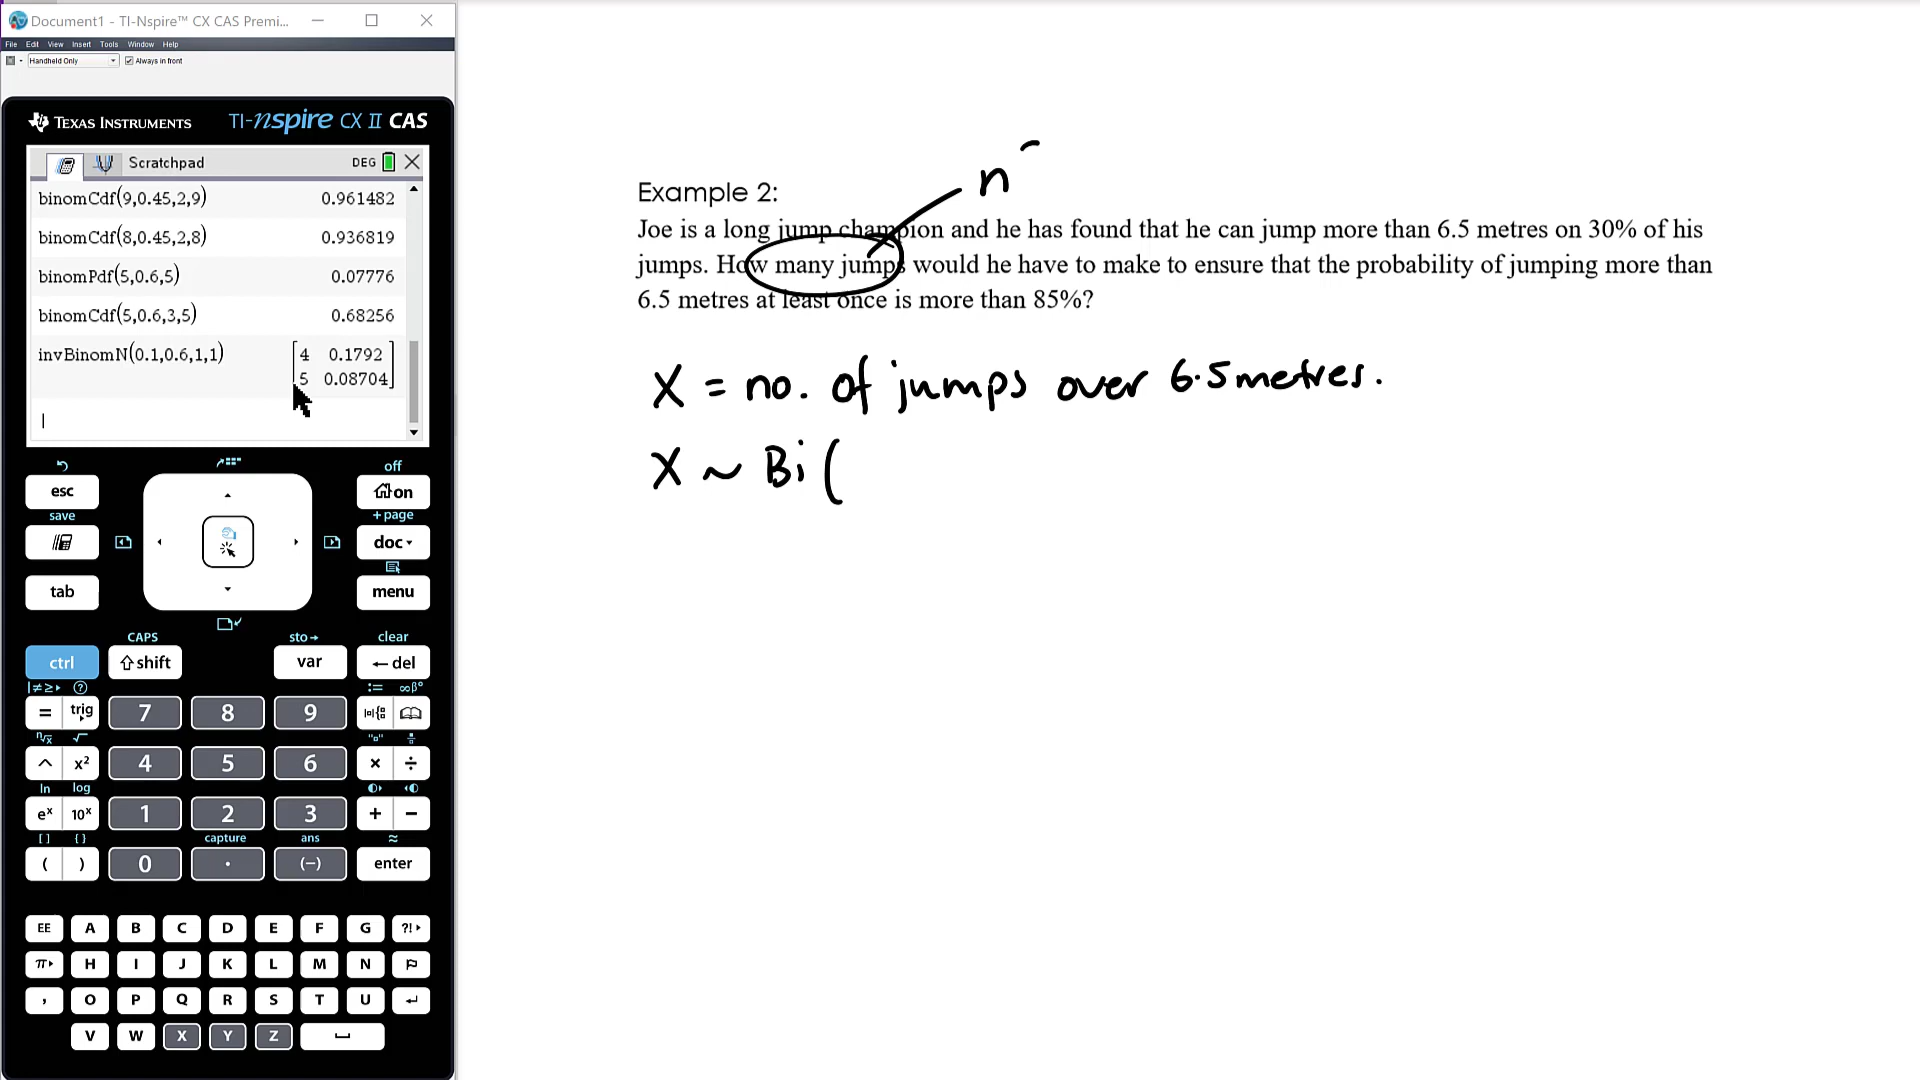 Document1 - TI-Nspire™ CX CAS Premi...
File Edit View Insert Tools Window Help
Handheld Only Always in front
TEXAS INSTRUMENTS TI-nspire CX II CAS
Scratchpad DEG
binomCdf(9,0.45,2,9) 0.961482
binomCdf(8,0.45,2,8) 0.936819
binomPdf(5,0.6,5) 0.07776
binomCdf(5,0.6,3,5) 0.68256
invBinomN(0.1,0.6,1,1) [4 0.1792
5 0.08704]
off
esc on
save + page
doc
tab menu
CAPS sto→ clear
ctrl shift var ← del
|≠≥▸ ? := ∞β°
= trig 7 8 9
ⁿ√x √
^ x² 4 5 6 × ÷
ln log
eˣ 10ˣ 1 2 3 + −
[ ] { } capture ans ≈
( ) 0 . (−) enter
EE A B C D E F G ?!▸
π▸ H I J K L M N
, O P Q R S T U ↵
V W X Y Z
n
Example 2:
Joe is a long jump champion and he has found that he can jump more than 6.5 metres on 30% of his
jumps. How many jumps would he have to make to ensure that the probability of jumping more than
6.5 metres at least once is more than 85%?
X = no. of jumps over 6.5 metres.
X ~ Bi (